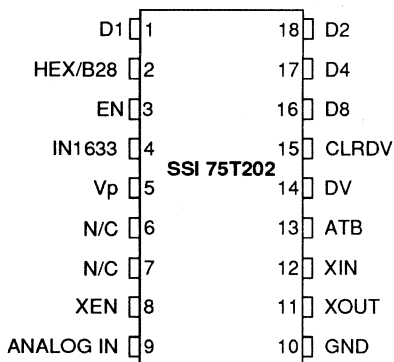 D1 1 18 D2
HEX/B28 2 17 D4
EN 3 16 D8
IN1633 4 15 CLRDV
SSI 75T202
Vp 5 14 DV
N/C 6 13 ATB
N/C 7 12 XIN
XEN 8 11 XOUT
ANALOG IN 9 10 GND